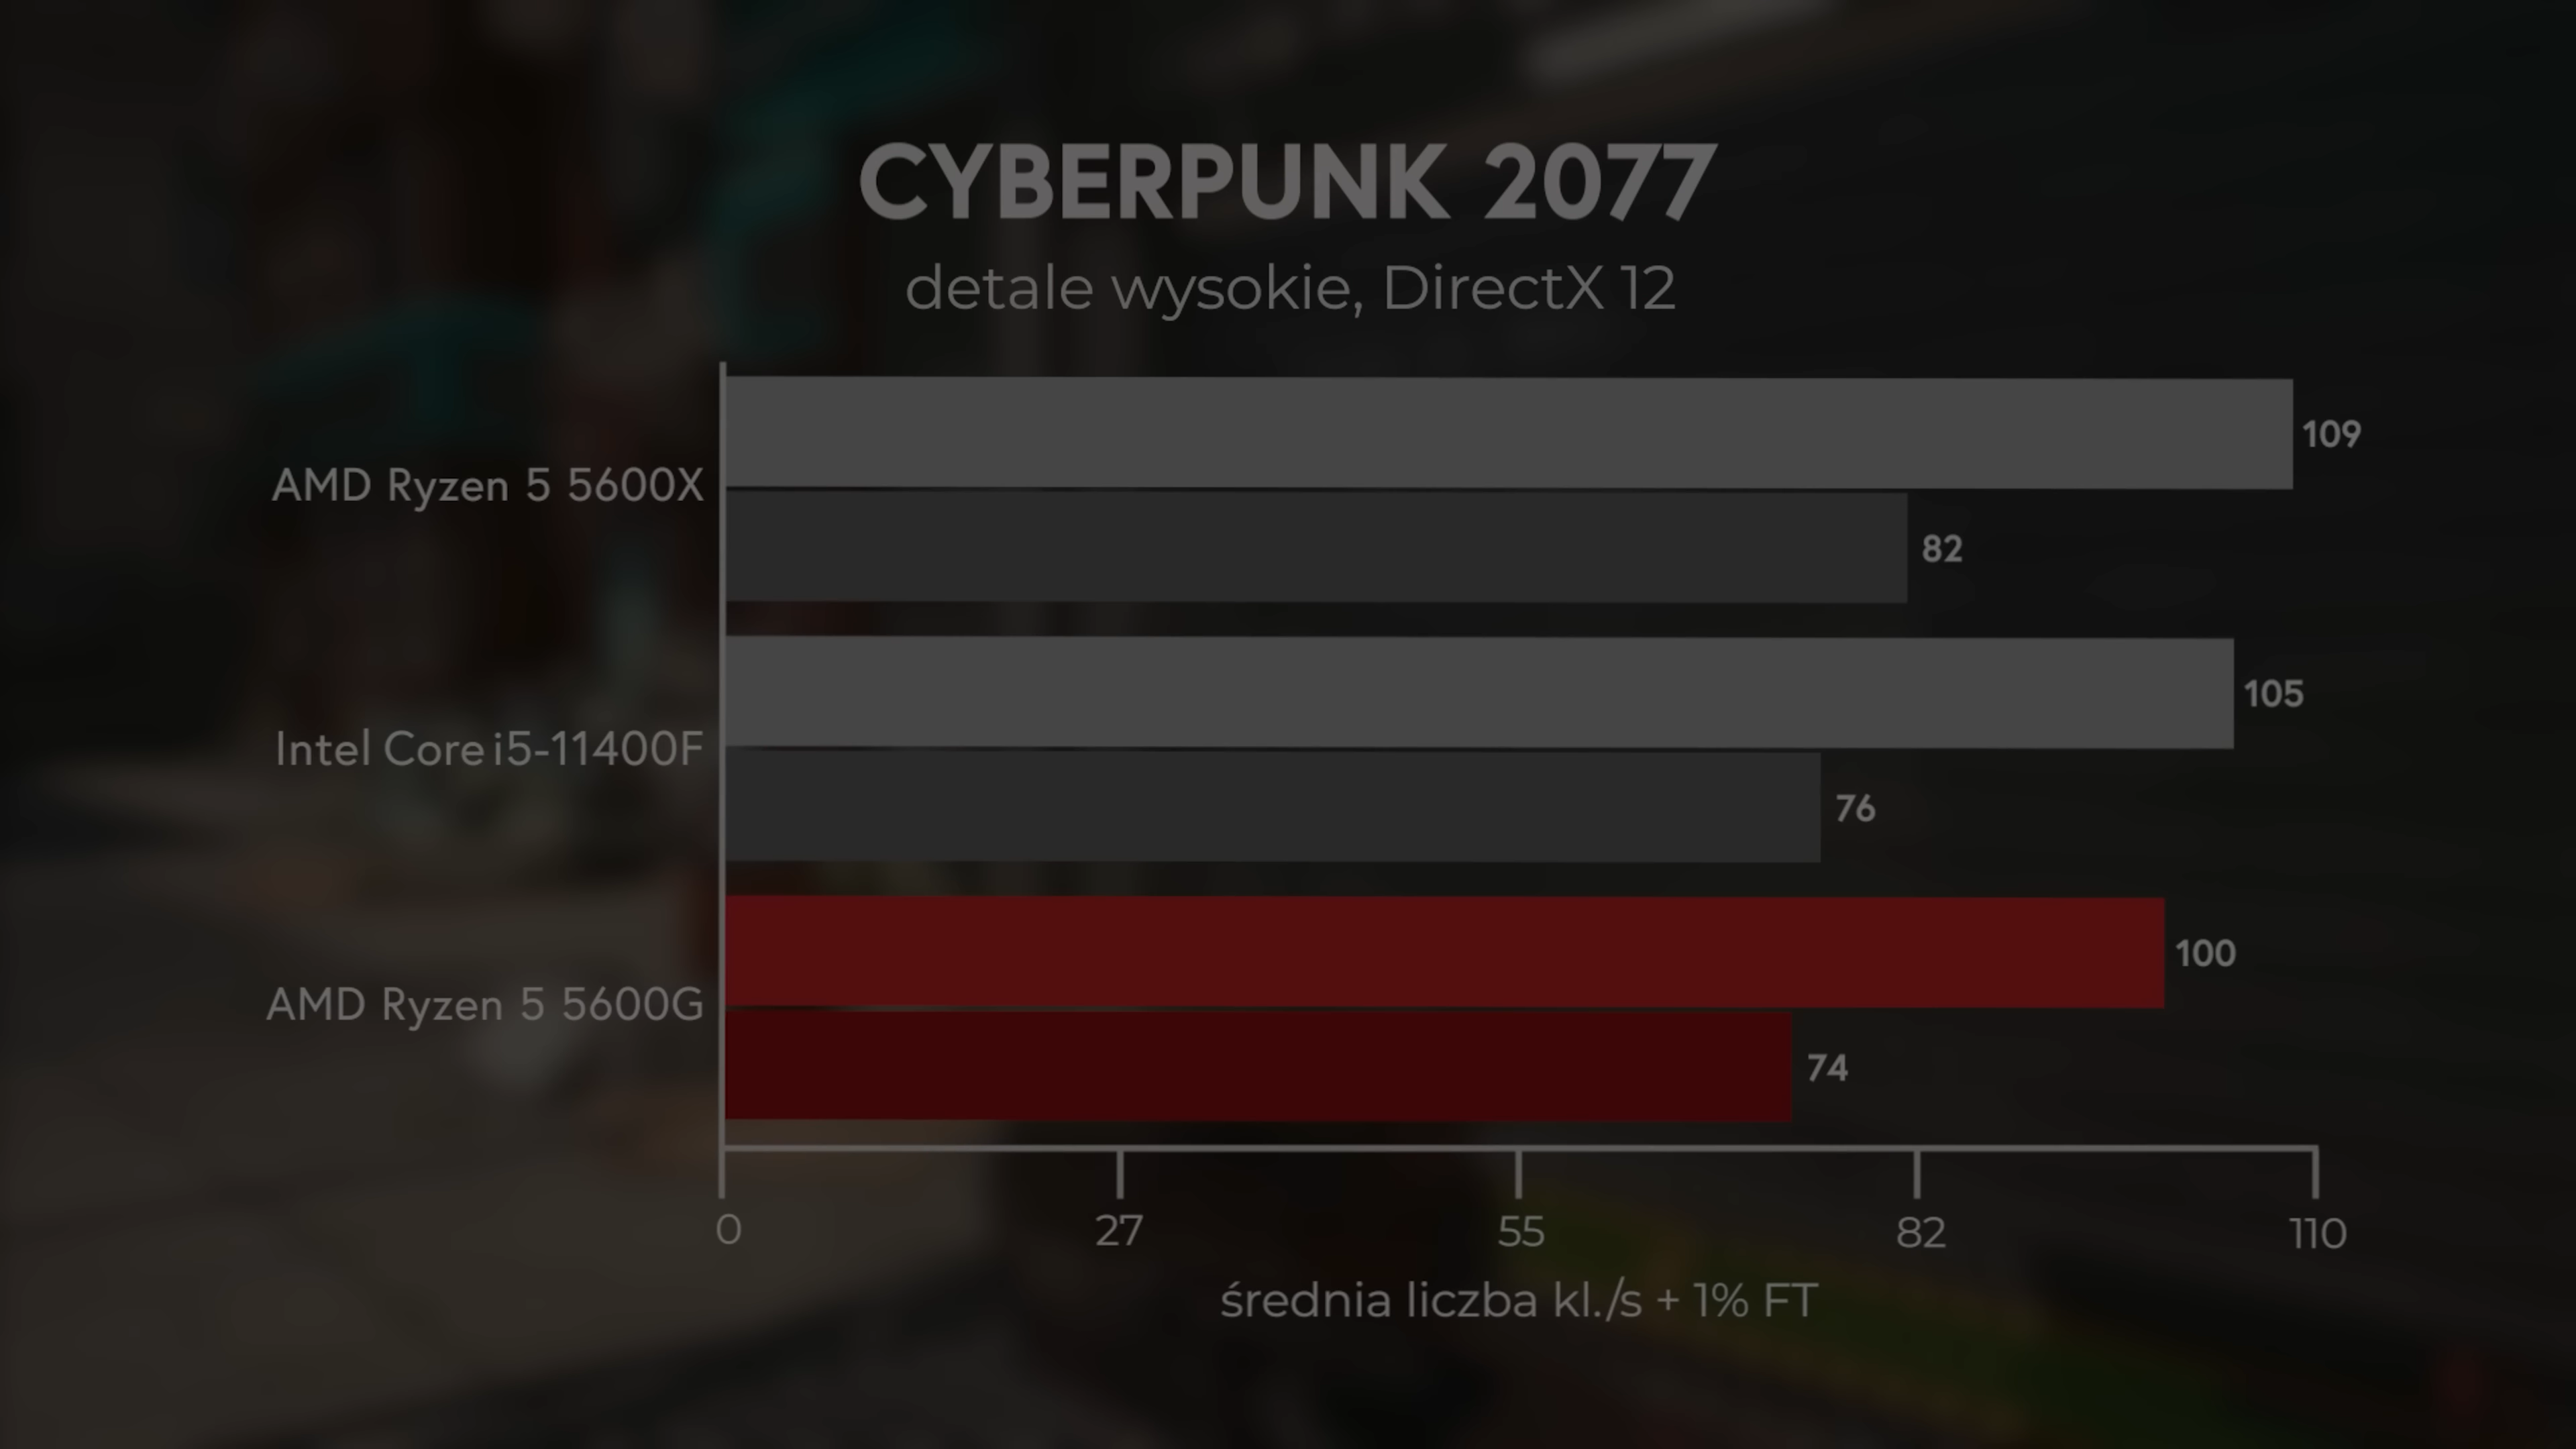 CYBERPUNK 2077
detale wysokie, DirectX 12
AMD Ryzen 5 5600X
109
82
Intel Core i5-11400F
105
76
AMD Ryzen 5 5600G
100
74
0 27 55 82 110
średnia liczba kl./s + 1% FT